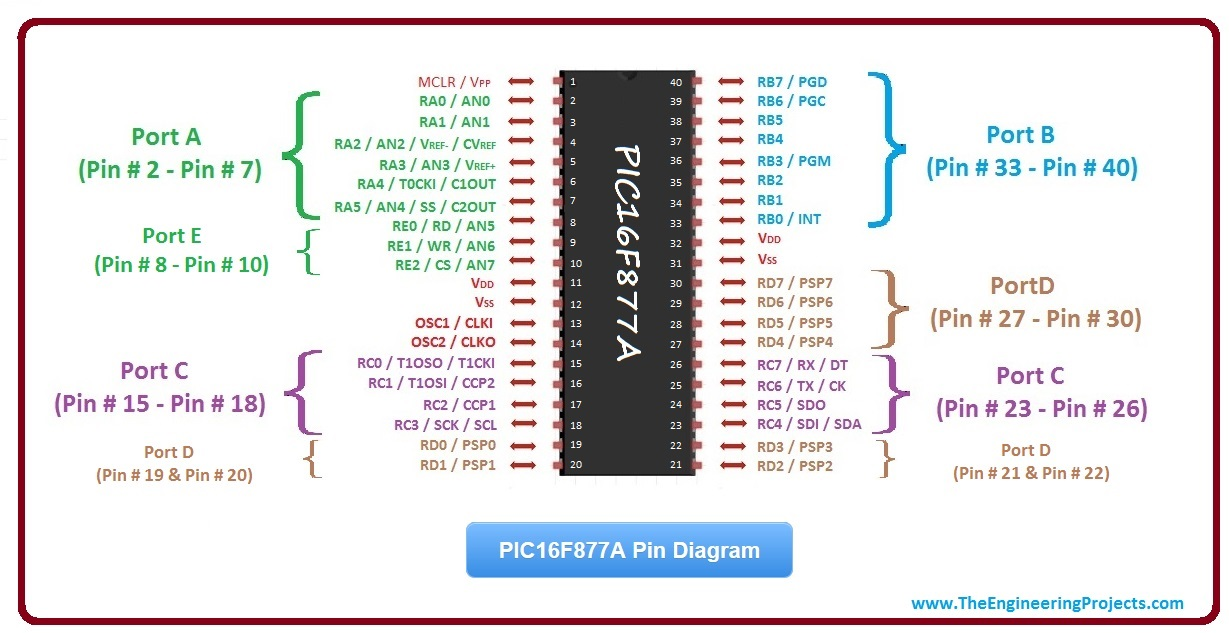 MCLR / VPP
RA0 / AN0
RA1 / AN1
RA2 / AN2 / VREF- / CVREF
RA3 / AN3 / VREF+
RA4 / T0CKI / C1OUT
RA5 / AN4 / SS / C2OUT
RE0 / RD / AN5
RE1 / WR / AN6
RE2 / CS / AN7
VDD
VSS
OSC1 / CLKI
OSC2 / CLKO
RC0 / T1OSO / T1CKI
RC1 / T1OSI / CCP2
RC2 / CCP1
RC3 / SCK / SCL
RD0 / PSP0
RD1 / PSP1
Port A
(Pin # 2 - Pin # 7)
Port E
(Pin # 8 - Pin # 10)
Port C
(Pin # 15 - Pin # 18)
Port D
(Pin # 19 & Pin # 20)
1
2
3
4
5
6
7
8
9
10
11
12
13
14
15
16
17
18
19
20
PIC16F877A
40
39
38
37
36
35
34
33
32
31
30
29
28
27
26
25
24
23
22
21
RB7 / PGD
RB6 / PGC
RB5
RB4
RB3 / PGM
RB2
RB1
RB0 / INT
VDD
VSS
RD7 / PSP7
RD6 / PSP6
RD5 / PSP5
RD4 / PSP4
RC7 / RX / DT
RC6 / TX / CK
RC5 / SDO
RC4 / SDI / SDA
RD3 / PSP3
RD2 / PSP2
Port B
(Pin # 33 - Pin # 40)
PortD
(Pin # 27 - Pin # 30)
Port C
(Pin # 23 - Pin # 26)
Port D
(Pin # 21 & Pin # 22)
PIC16F877A Pin Diagram
www.TheEngineeringProjects.com